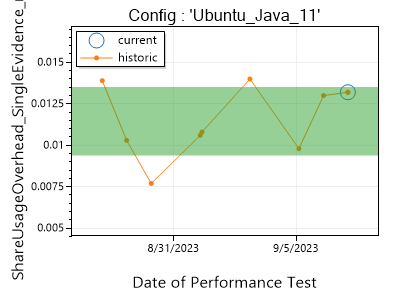 Config : 'Ubuntu_Java_11'
current
historic
0.015
0.0125
0.01
0.0075
0.005
ShareUsageOverhead_SingleEvidence_
8/31/2023
9/5/2023
Date of Performance Test